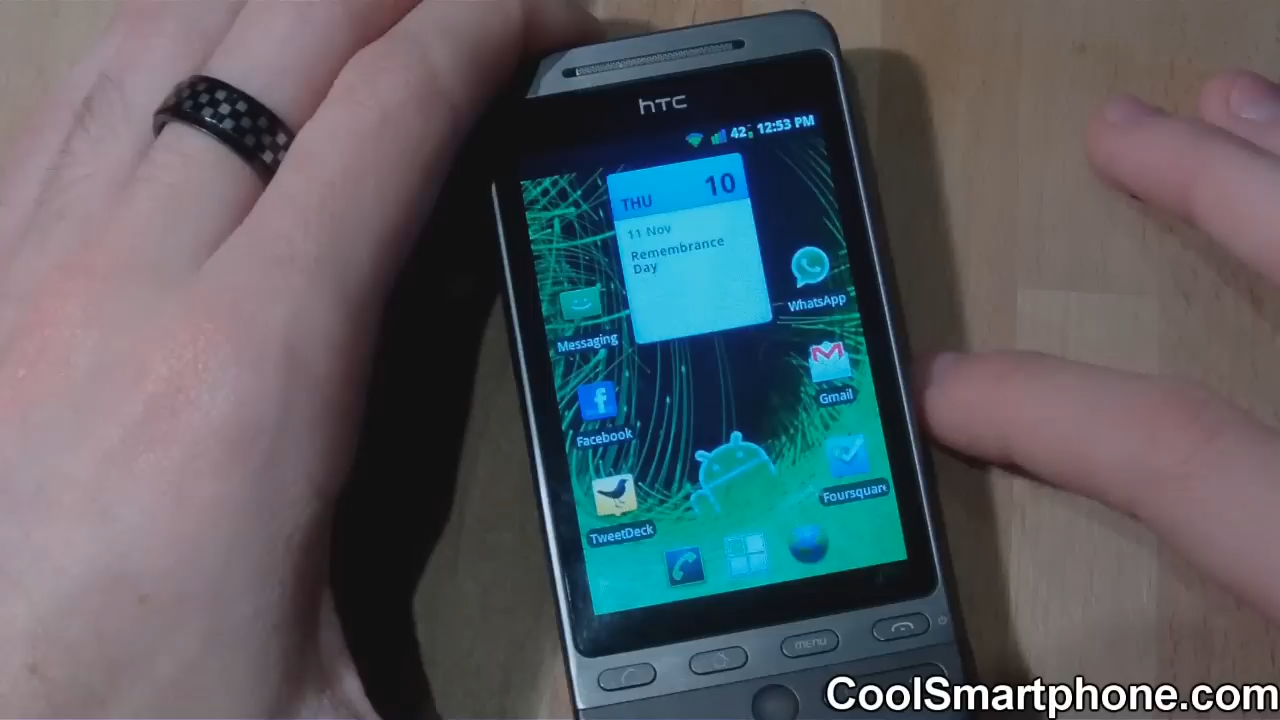 hTC
42 12:53 PM
THU 10
11 Nov
Remembrance
Day
WhatsApp
Messaging
Gmail
Facebook
Foursquare
TweetDeck
MENU
CoolSmartphone.com